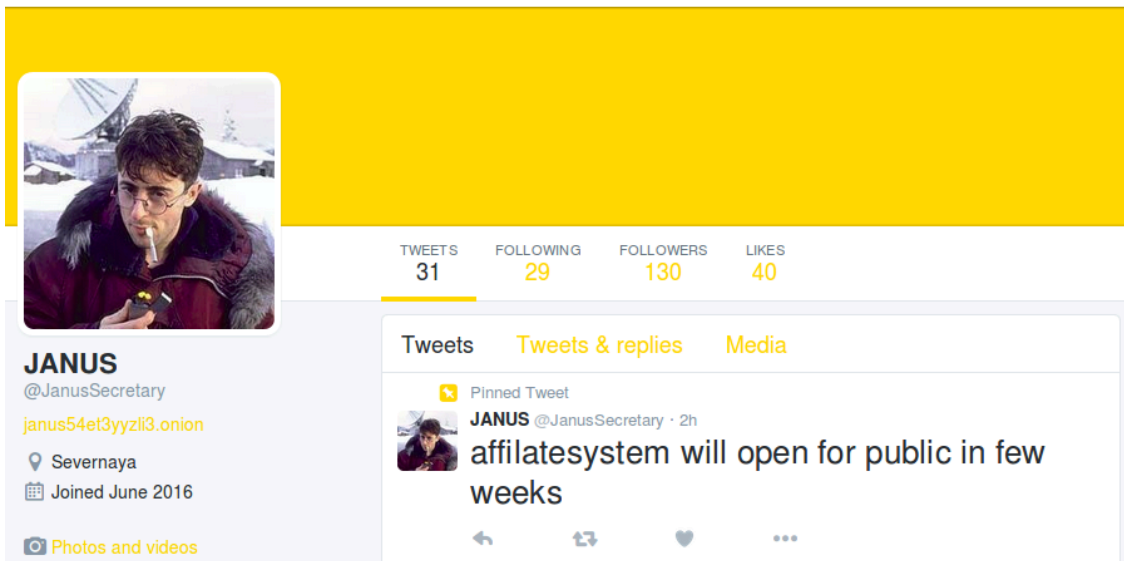 TWEETS FOLLOWING FOLLOWERS LIKES
31 29 130 40
JANUS
@JanusSecretary
janus54et3yyzli3.onion
Severnaya
Joined June 2016
Photos and videos
Tweets Tweets & replies Media
Pinned Tweet
JANUS @JanusSecretary · 2h
affilatesystem will open for public in few
weeks